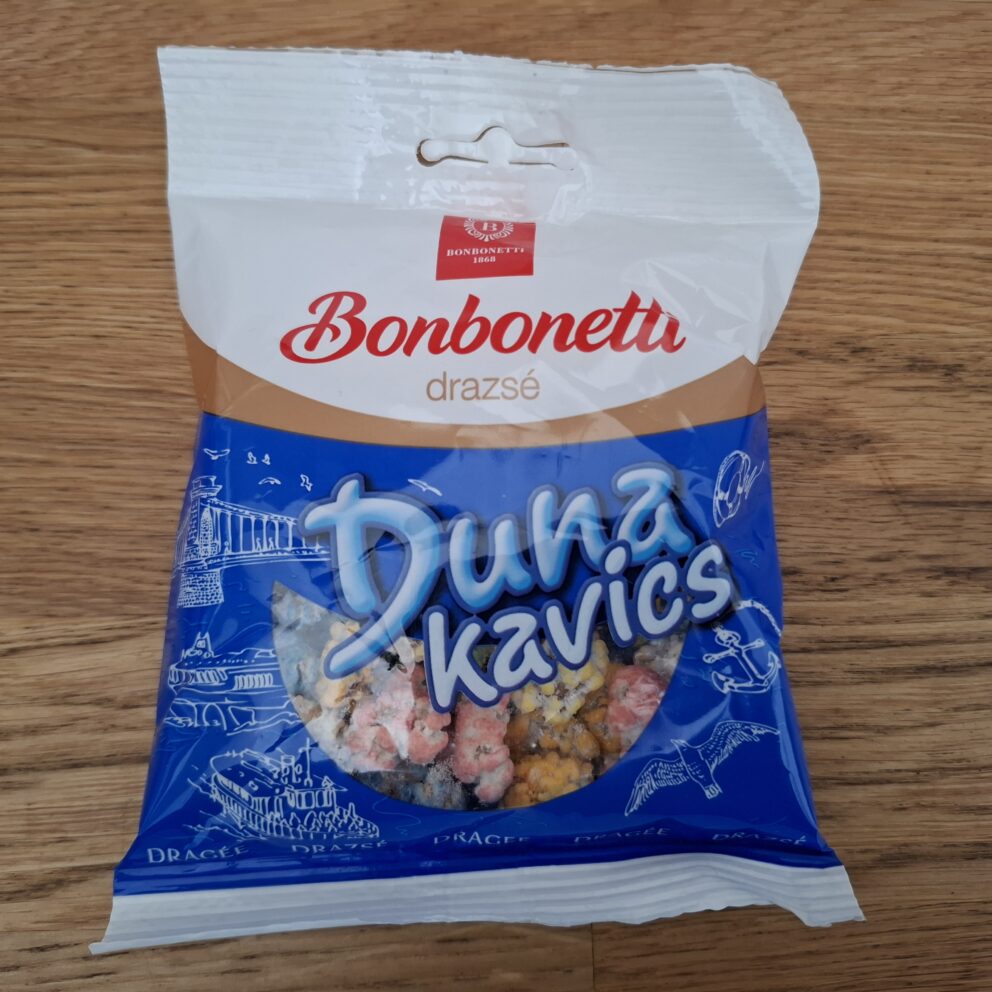 B
BONBONETTI
1868
Bonbonetti
drazsé
Duna
kavics
DRAGÉE DRAZSÉ DRAGÉE DRAGÉE DRAZSÉ